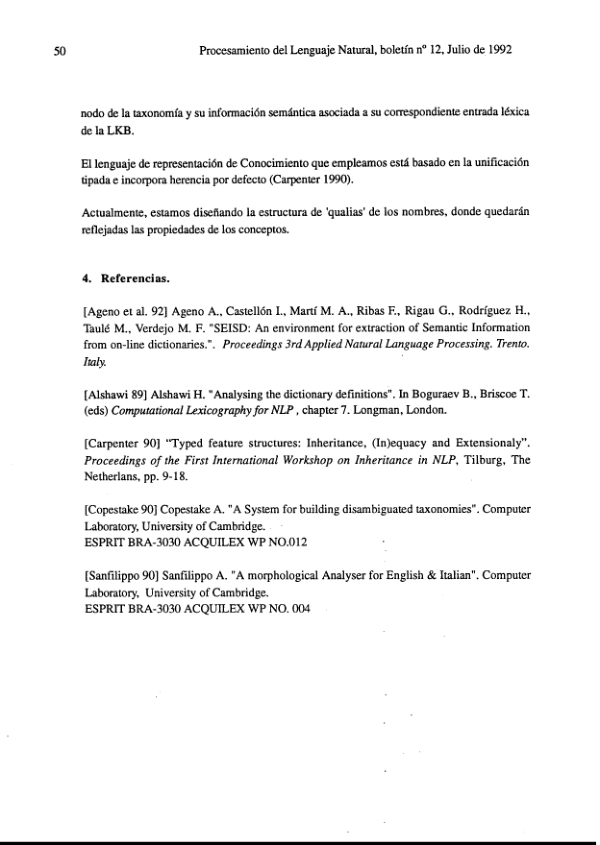 50 Procesamiento del Lenguaje Natural, boletín nº 12, Julio de 1992
nodo de la taxonomía y su información semántica asociada a su correspondiente entrada léxica
de la LKB.
El lenguaje de representación de Conocimiento que empleamos está basado en la unificación
tipada e incorpora herencia por defecto (Carpenter 1990).
Actualmente, estamos diseñando la estructura de 'qualias' de los nombres, donde quedarán
reflejadas las propiedades de los conceptos.
4. Referencias.
[Ageno et al. 92] Ageno A., Castellón I., Martí M. A., Ribas F., Rigau G., Rodríguez H.,
Taulé M., Verdejo M. F. "SEISD: An environment for extraction of Semantic Information
from on-line dictionaries.". Proceedings 3rd Applied Natural Language Processing. Trento.
Italy.
[Alshawi 89] Alshawi H. "Analysing the dictionary definitions". In Boguraev B., Briscoe T.
(eds) Computational Lexicography for NLP , chapter 7. Longman, London.
[Carpenter 90] "Typed feature structures: Inheritance, (In)equacy and Extensionaly".
Proceedings of the First International Workshop on Inheritance in NLP, Tilburg, The
Netherlans, pp. 9-18.
[Copestake 90] Copestake A. "A System for building disambiguated taxonomies". Computer
Laboratory, University of Cambridge.
ESPRIT BRA-3030 ACQUILEX WP NO.012
[Sanfilippo 90] Sanfilippo A. "A morphological Analyser for English & Italian". Computer
Laboratory, University of Cambridge.
ESPRIT BRA-3030 ACQUILEX WP NO. 004